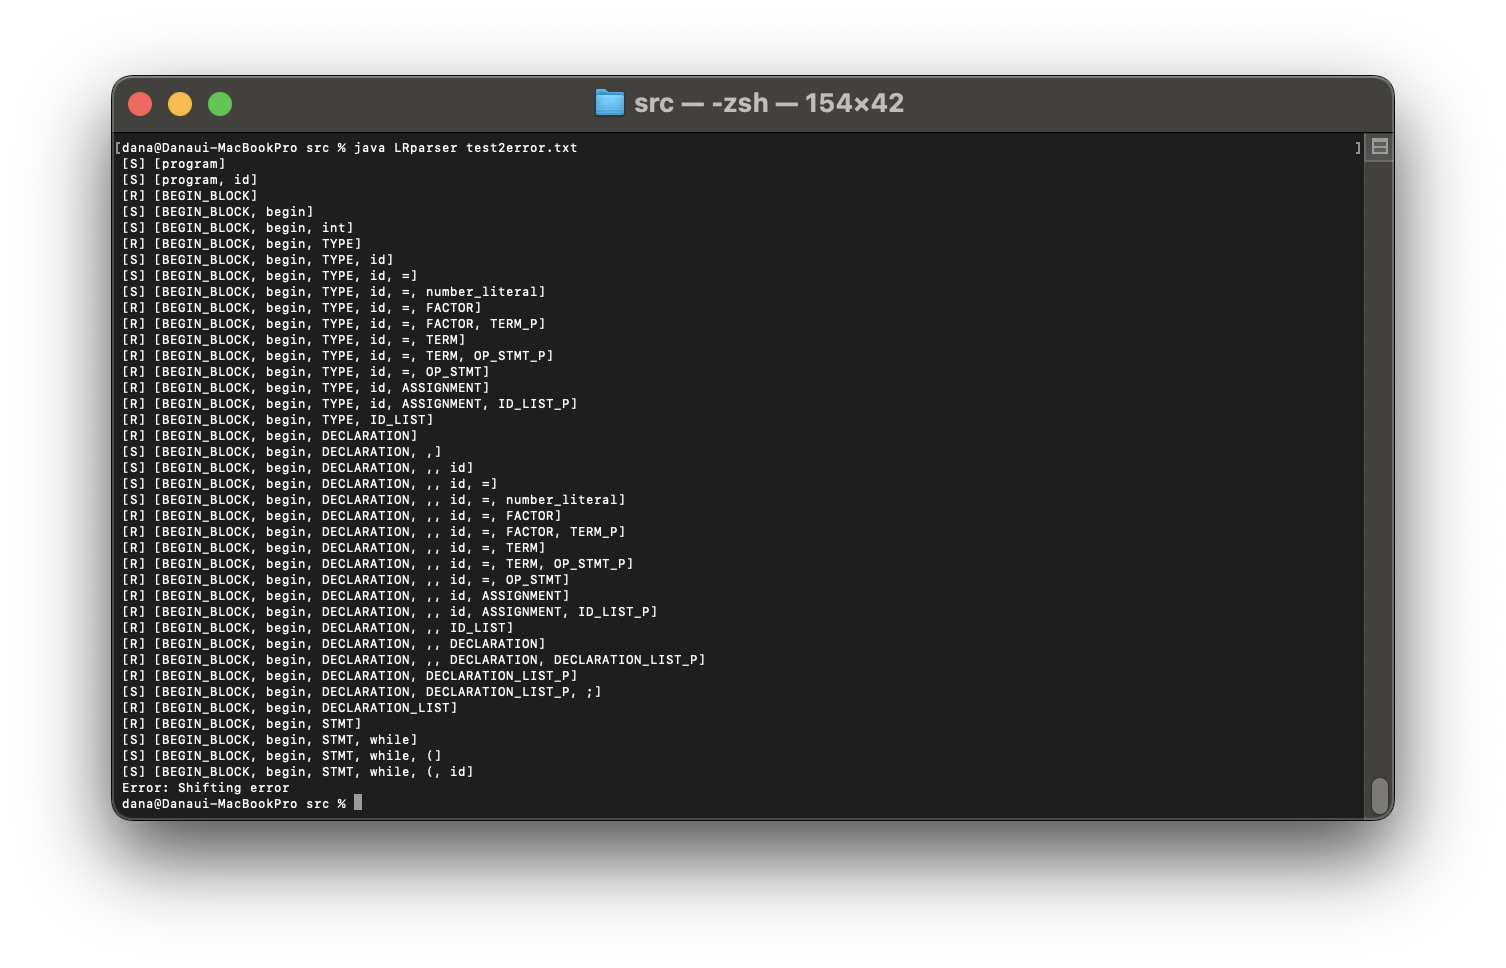 src — -zsh — 154×42
[dana@Danaui-MacBookPro src % java LRparser test2error.txt ]
[S] [program]
[S] [program, id]
[R] [BEGIN_BLOCK]
[S] [BEGIN_BLOCK, begin]
[S] [BEGIN_BLOCK, begin, int]
[R] [BEGIN_BLOCK, begin, TYPE]
[S] [BEGIN_BLOCK, begin, TYPE, id]
[S] [BEGIN_BLOCK, begin, TYPE, id, =]
[S] [BEGIN_BLOCK, begin, TYPE, id, =, number_literal]
[R] [BEGIN_BLOCK, begin, TYPE, id, =, FACTOR]
[R] [BEGIN_BLOCK, begin, TYPE, id, =, FACTOR, TERM_P]
[R] [BEGIN_BLOCK, begin, TYPE, id, =, TERM]
[R] [BEGIN_BLOCK, begin, TYPE, id, =, TERM, OP_STMT_P]
[R] [BEGIN_BLOCK, begin, TYPE, id, =, OP_STMT]
[R] [BEGIN_BLOCK, begin, TYPE, id, ASSIGNMENT]
[R] [BEGIN_BLOCK, begin, TYPE, id, ASSIGNMENT, ID_LIST_P]
[R] [BEGIN_BLOCK, begin, TYPE, ID_LIST]
[R] [BEGIN_BLOCK, begin, DECLARATION]
[S] [BEGIN_BLOCK, begin, DECLARATION, ,]
[S] [BEGIN_BLOCK, begin, DECLARATION, ,, id]
[S] [BEGIN_BLOCK, begin, DECLARATION, ,, id, =]
[S] [BEGIN_BLOCK, begin, DECLARATION, ,, id, =, number_literal]
[R] [BEGIN_BLOCK, begin, DECLARATION, ,, id, =, FACTOR]
[R] [BEGIN_BLOCK, begin, DECLARATION, ,, id, =, FACTOR, TERM_P]
[R] [BEGIN_BLOCK, begin, DECLARATION, ,, id, =, TERM]
[R] [BEGIN_BLOCK, begin, DECLARATION, ,, id, =, TERM, OP_STMT_P]
[R] [BEGIN_BLOCK, begin, DECLARATION, ,, id, =, OP_STMT]
[R] [BEGIN_BLOCK, begin, DECLARATION, ,, id, ASSIGNMENT]
[R] [BEGIN_BLOCK, begin, DECLARATION, ,, id, ASSIGNMENT, ID_LIST_P]
[R] [BEGIN_BLOCK, begin, DECLARATION, ,, ID_LIST]
[R] [BEGIN_BLOCK, begin, DECLARATION, ,, DECLARATION]
[R] [BEGIN_BLOCK, begin, DECLARATION, ,, DECLARATION, DECLARATION_LIST_P]
[R] [BEGIN_BLOCK, begin, DECLARATION, DECLARATION_LIST_P]
[S] [BEGIN_BLOCK, begin, DECLARATION, DECLARATION_LIST_P, ;]
[R] [BEGIN_BLOCK, begin, DECLARATION_LIST]
[R] [BEGIN_BLOCK, begin, STMT]
[S] [BEGIN_BLOCK, begin, STMT, while]
[S] [BEGIN_BLOCK, begin, STMT, while, (]
[S] [BEGIN_BLOCK, begin, STMT, while, (, id]
Error: Shifting error
dana@Danaui-MacBookPro src %